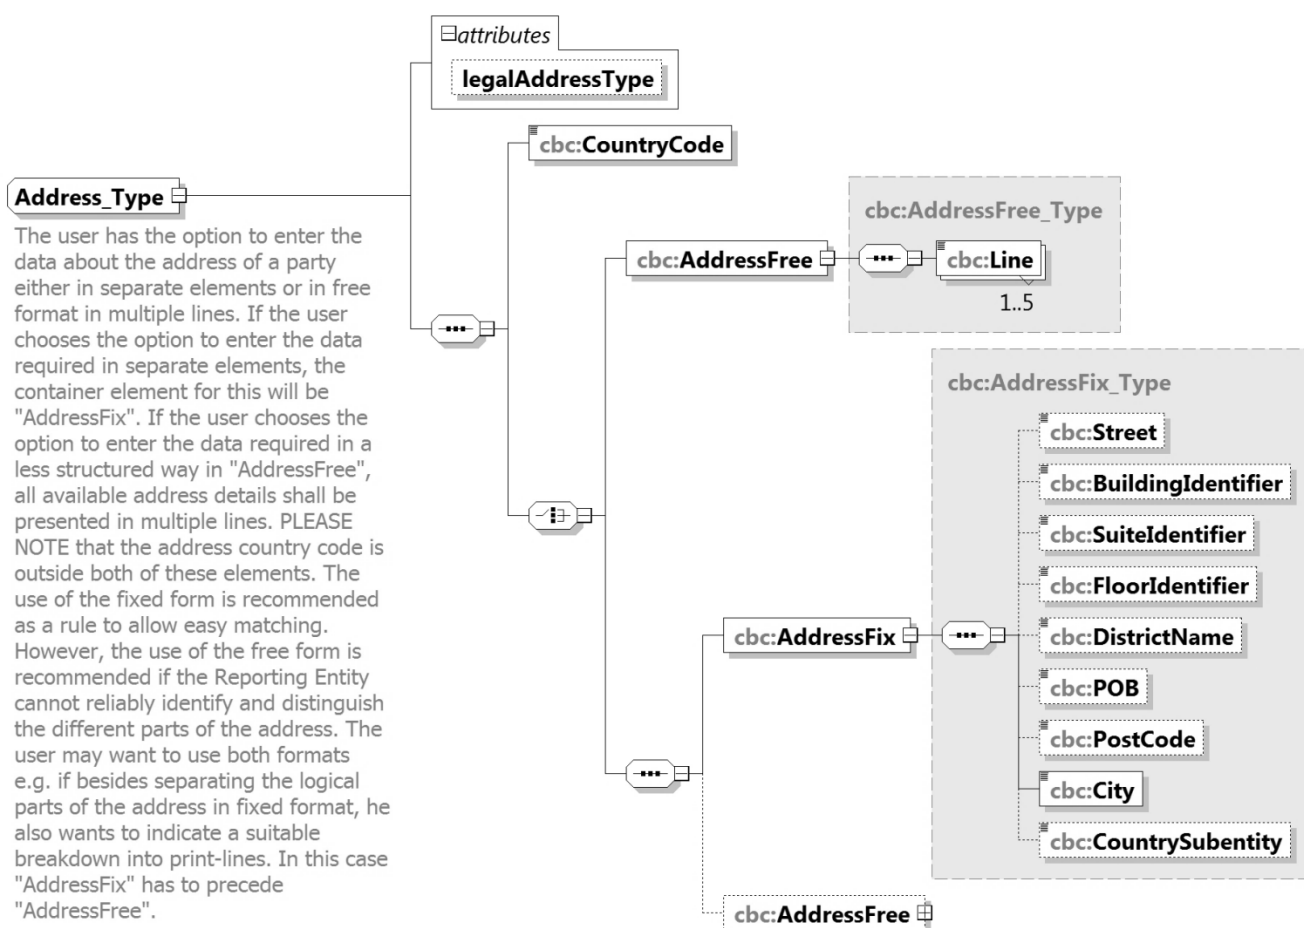 attributes
legalAddressType
cbc:CountryCode
Address_Type
The user has the option to enter the
data about the address of a party
either in separate elements or in free
format in multiple lines. If the user
chooses the option to enter the data
required in separate elements, the
container element for this will be
"AddressFix". If the user chooses the
option to enter the data required in a
less structured way in "AddressFree",
all available address details shall be
presented in multiple lines. PLEASE
NOTE that the address country code is
outside both of these elements. The
use of the fixed form is recommended
as a rule to allow easy matching.
However, the use of the free form is
recommended if the Reporting Entity
cannot reliably identify and distinguish
the different parts of the address. The
user may want to use both formats
e.g. if besides separating the logical
parts of the address in fixed format, he
also wants to indicate a suitable
breakdown into print-lines. In this case
"AddressFix" has to precede
"AddressFree".
cbc:AddressFree_Type
cbc:AddressFree
cbc:Line
1..5
cbc:AddressFix_Type
cbc:AddressFix
cbc:Street
cbc:BuildingIdentifier
cbc:SuiteIdentifier
cbc:FloorIdentifier
cbc:DistrictName
cbc:POB
cbc:PostCode
cbc:City
cbc:CountrySubentity
cbc:AddressFree